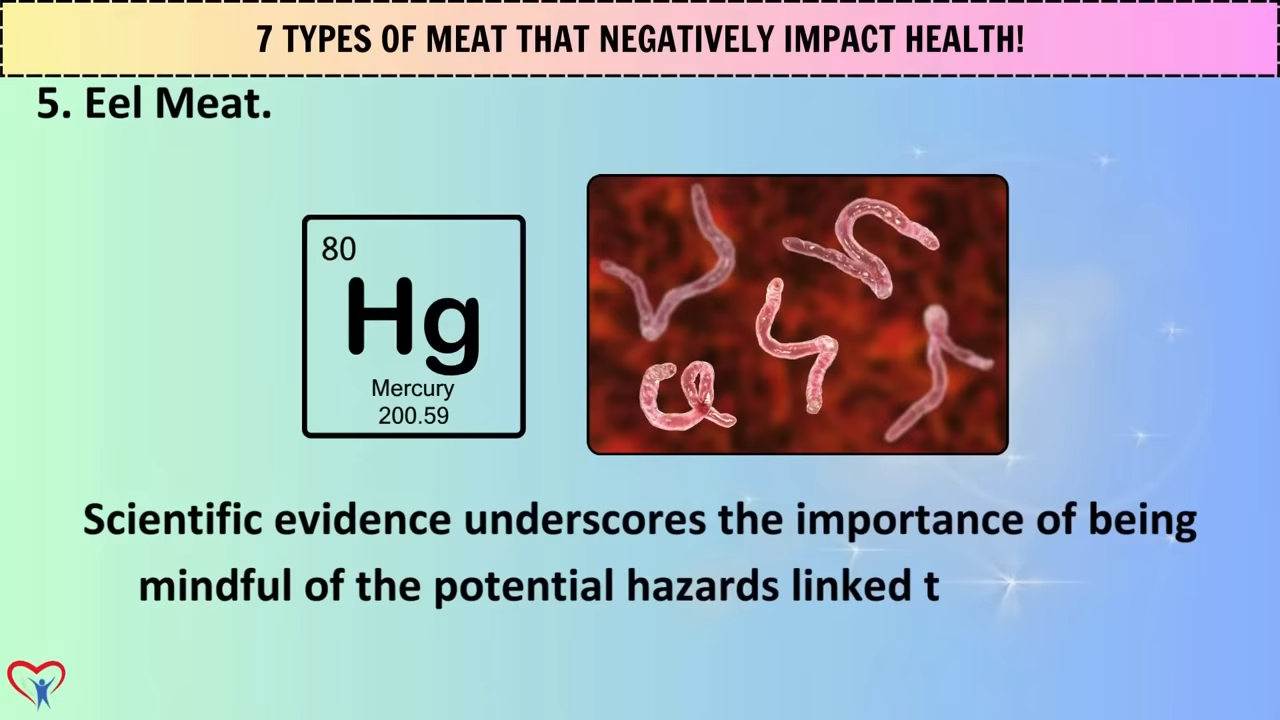 7 TYPES OF MEAT THAT NEGATIVELY IMPACT HEALTH!
5. Eel Meat.
80
Hg
Mercury
200.59
Scientific evidence underscores the importance of being
mindful of the potential hazards linked t